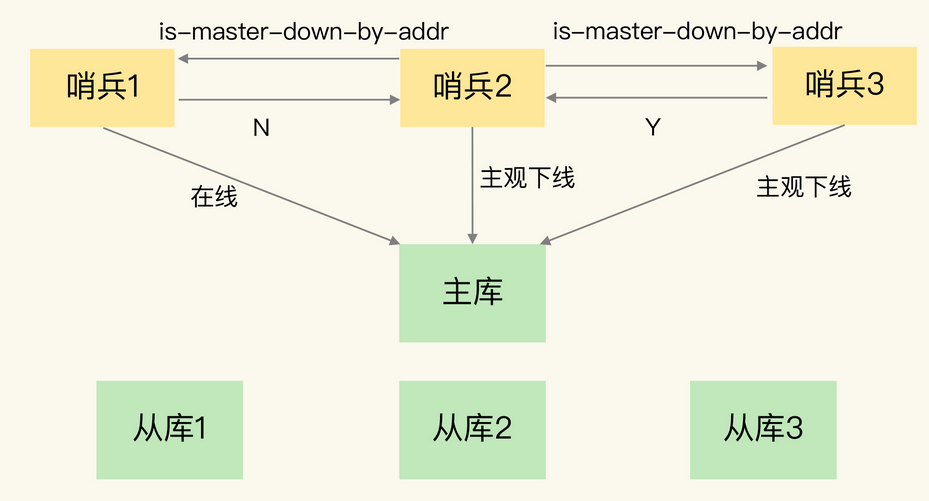 is-master-down-by-addr
is-master-down-by-addr
哨兵1
哨兵2
哨兵3
N
Y
在线
主观下线
主观下线
主库
从库1
从库2
从库3